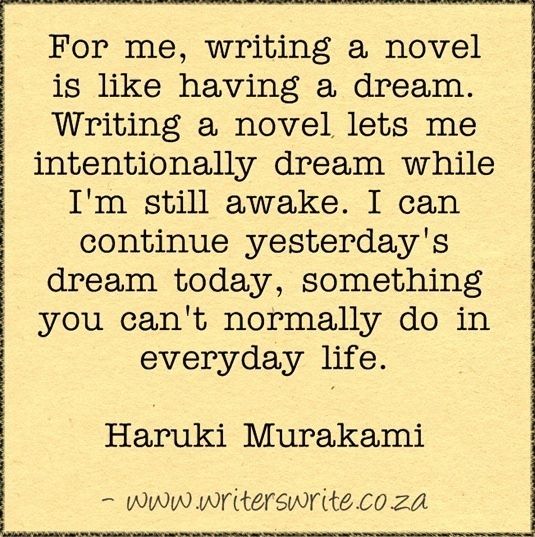 For me, writing a novel
is like having a dream.
Writing a novel lets me
intentionally dream while
I'm still awake. I can
continue yesterday's
dream today, something
you can't normally do in
everyday life.
Haruki Murakami
- www.writerswrite.co.za